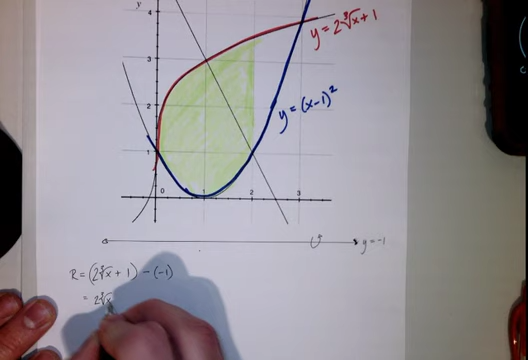 y
4
y = 2∛x + 1
3
y = (x-1)²
2
1
0 1 2 3
y = -1
R = (2∛x + 1) - (-1)
= 2∛x